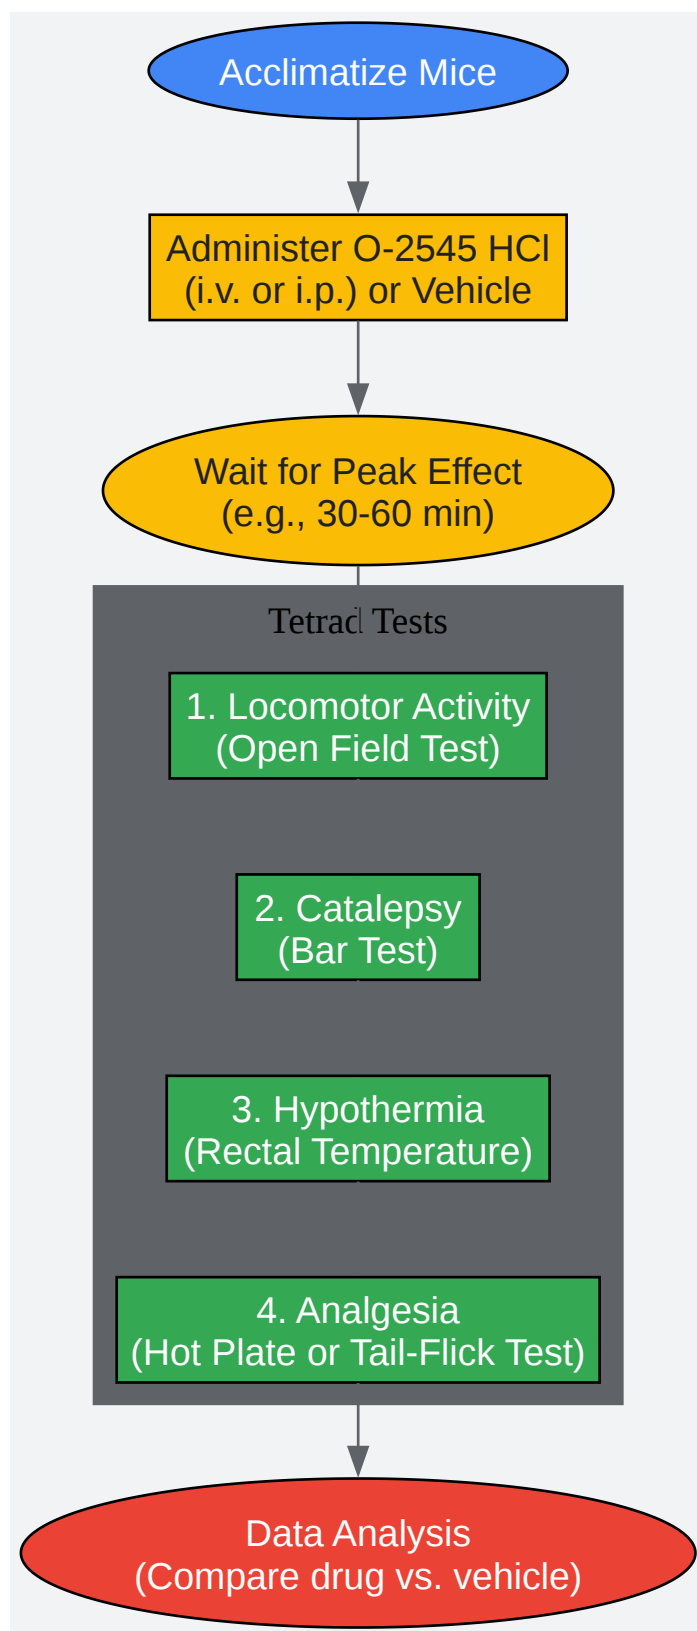 Acclimatize Mice
Administer O-2545 HCl
(i.v. or i.p.) or Vehicle
Wait for Peak Effect
(e.g., 30-60 min)
Tetrad Tests
1. Locomotor Activity
(Open Field Test)
2. Catalepsy
(Bar Test)
3. Hypothermia
(Rectal Temperature)
4. Analgesia
(Hot Plate or Tail-Flick Test)
Data Analysis
(Compare drug vs. vehicle)